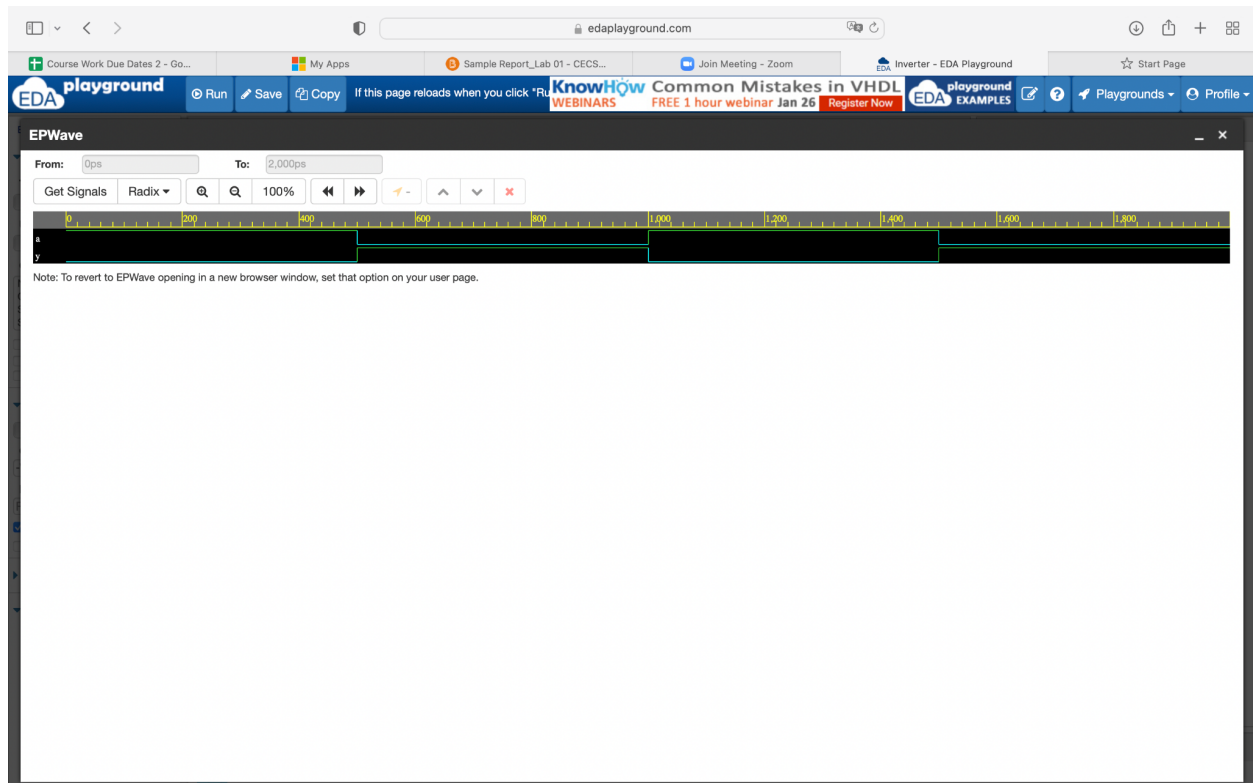 edaplayground.com
Course Work Due Dates 2 - Go...
My Apps
Sample Report_Lab 01 - CECS...
Join Meeting - Zoom
EDA Inverter - EDA Playground
Start Page
EDA playground
Run
Save
Copy
If this page reloads when you click "Ru
KnowHow
WEBINARS
Common Mistakes in VHDL
FREE 1 hour webinar Jan 26 Register Now
EDA playground
EXAMPLES
Playgrounds
Profile
EPWave
From: 0ps To: 2,000ps
Get Signals Radix 100% -
0 200 400 600 800 1,000 1,200 1,400 1,600 1,800
a
y
Note: To revert to EPWave opening in a new browser window, set that option on your user page.